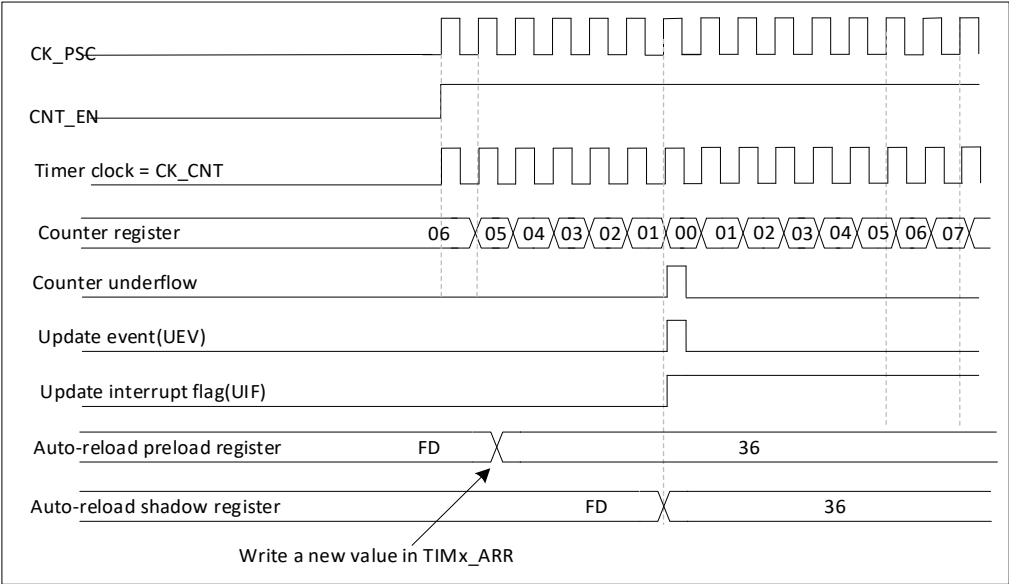 CK_PSC
CNT_EN
Timer clock = CK_CNT
Counter register 06 05 04 03 02 01 00 01 02 03 04 05 06 07
Counter underflow
Update event(UEV)
Update interrupt flag(UIF)
Auto-reload preload register FD 36
Auto-reload shadow register FD 36
Write a new value in TIMx_ARR